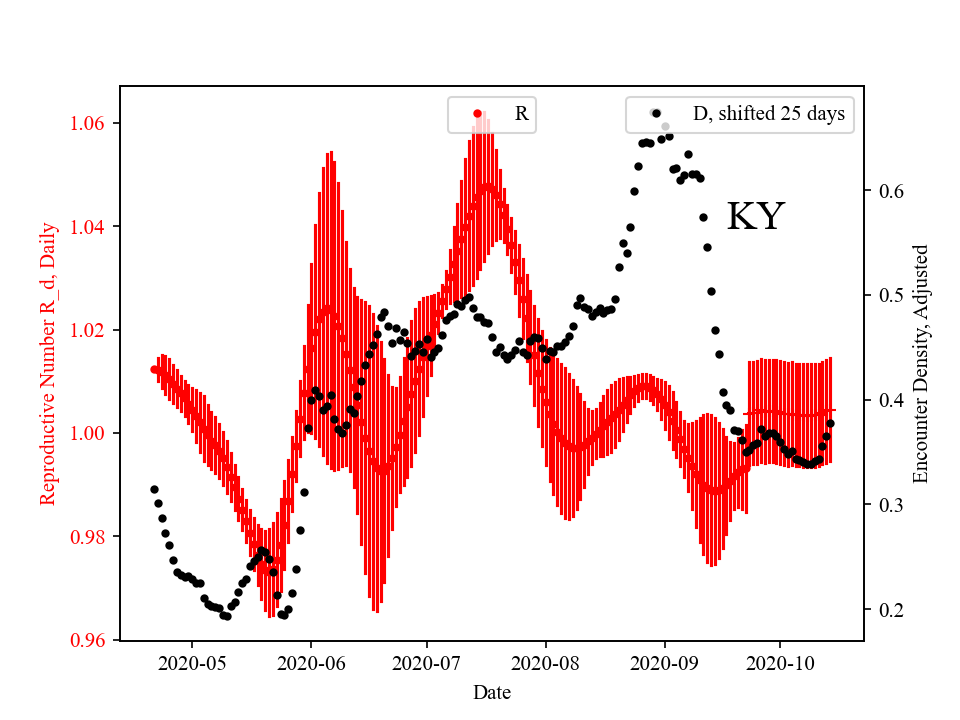 R
D, shifted 25 days
KY
Reproductive Number R_d, Daily
1.06
1.04
1.02
1.00
0.98
0.96
0.6
0.5
0.4
0.3
0.2
Encounter Density, Adjusted
2020-05
2020-06
2020-07
2020-08
2020-09
2020-10
Date